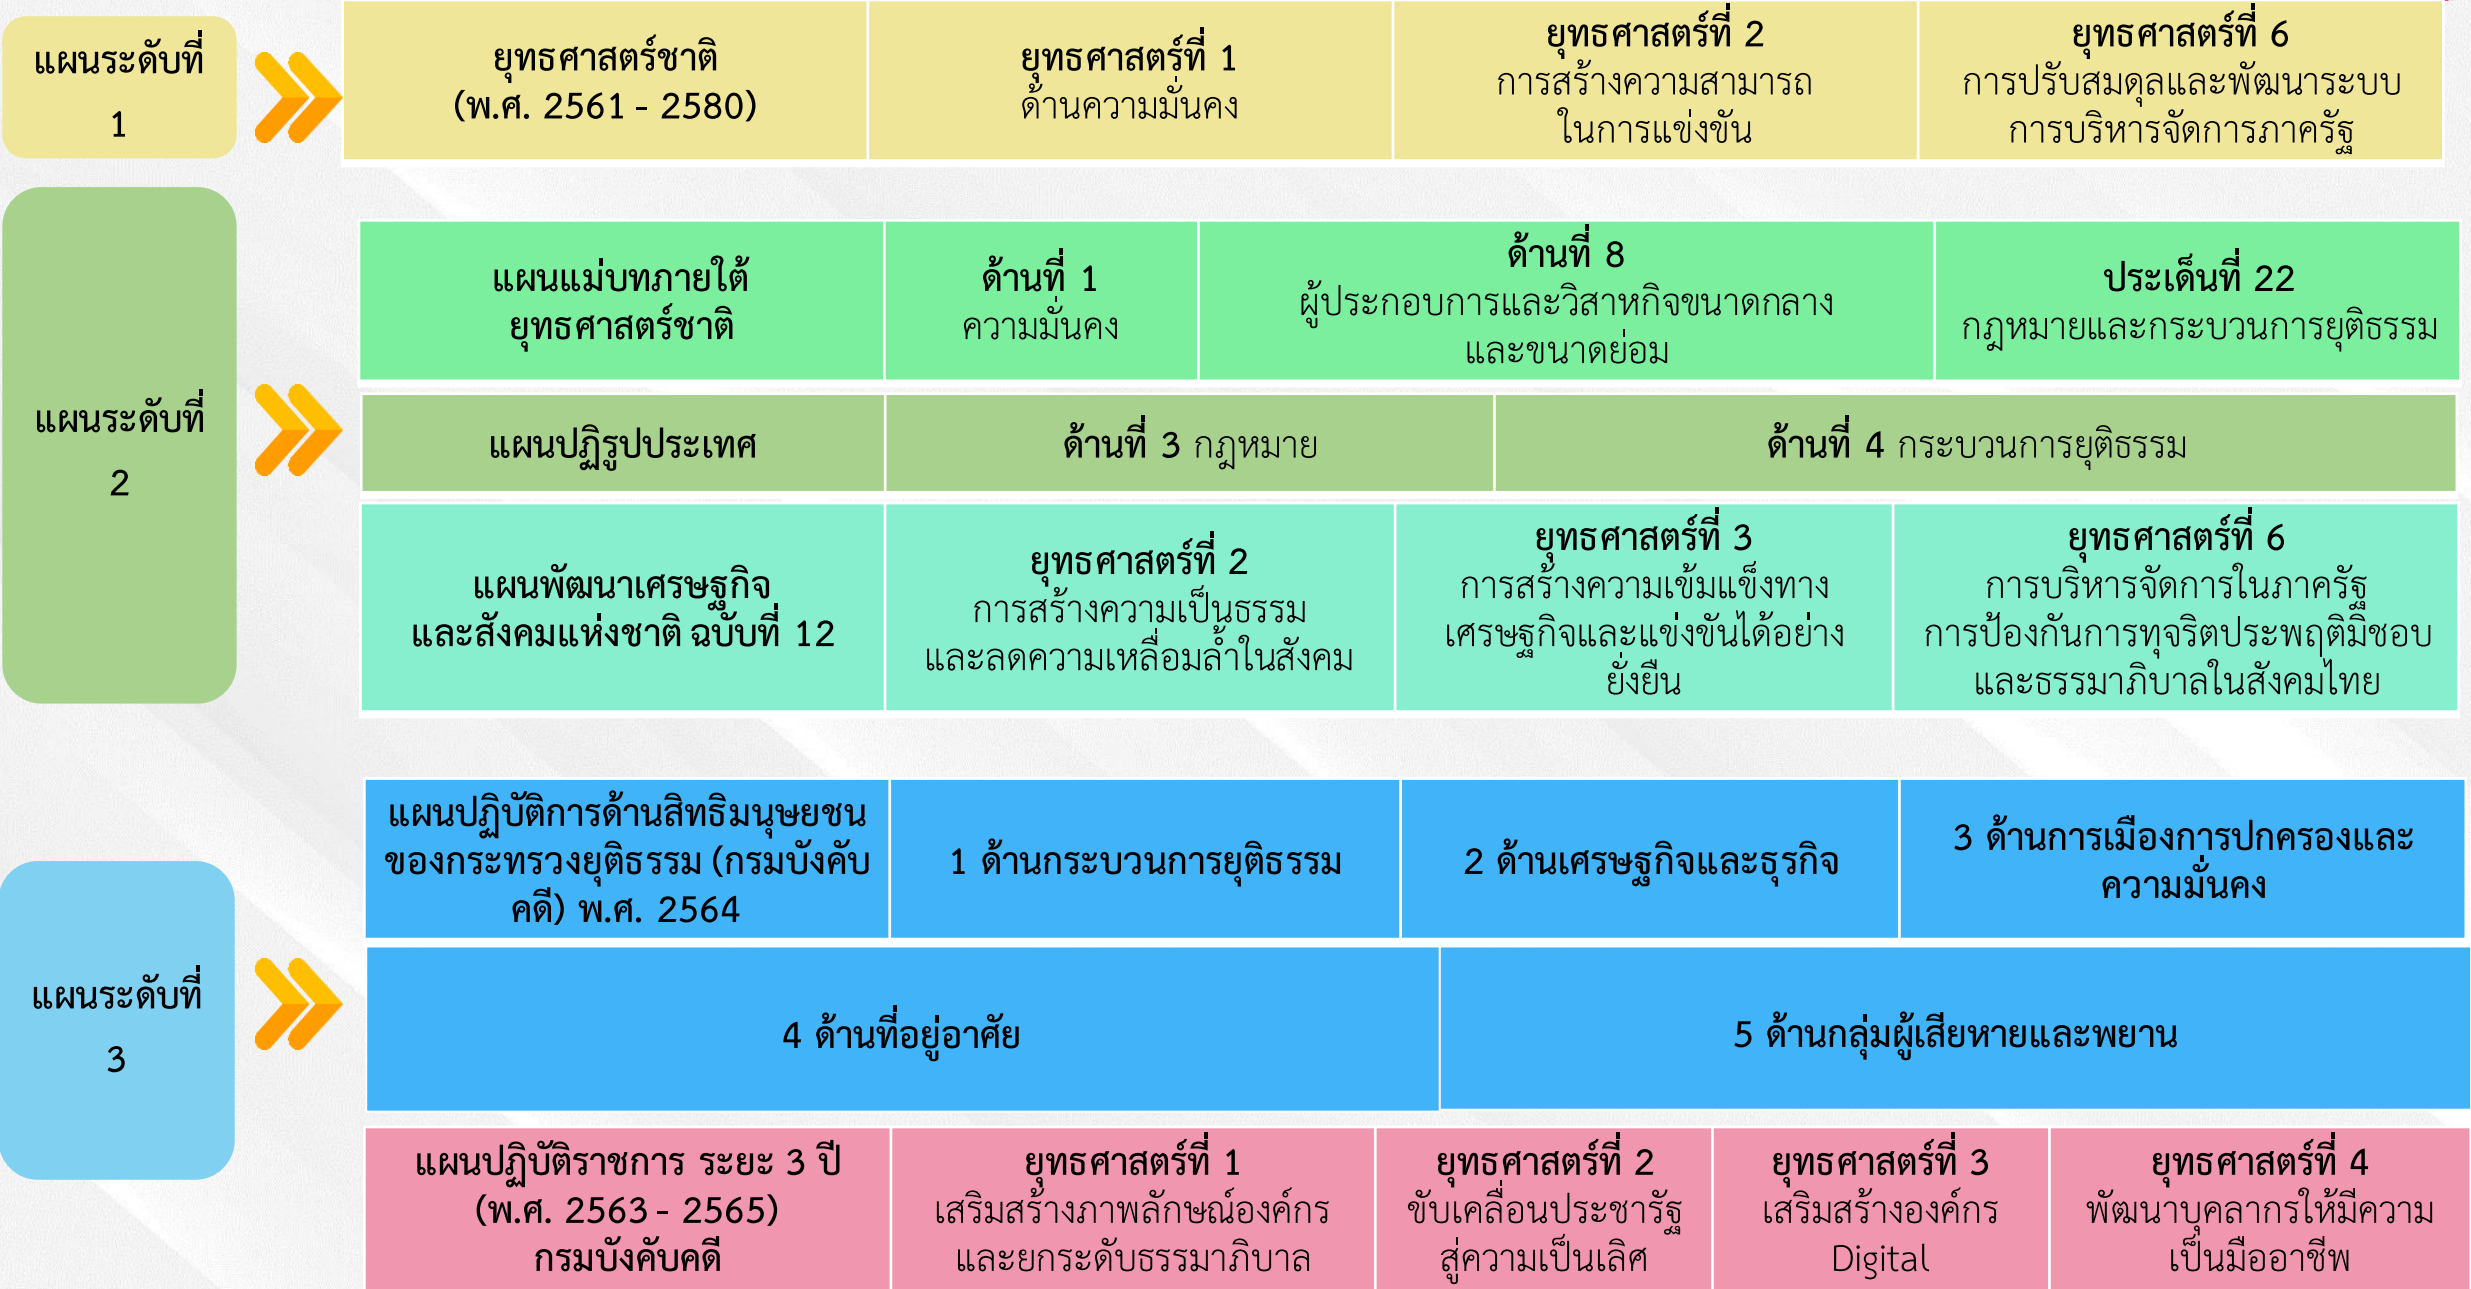 แผนระดับที่
1
ยุทธศาสตร์ชาติ
(พ.ศ. 2561 - 2580)
ยุทธศาสตร์ที่ 1
ด้านความมั่นคง
ยุทธศาสตร์ที่ 2
การสร้างความสามารถ
ในการแข่งขัน
ยุทธศาสตร์ที่ 6
การปรับสมดุลและพัฒนาระบบ
การบริหารจัดการภาครัฐ
แผนระดับที่
2
แผนแม่บทภายใต้
ยุทธศาสตร์ชาติ
ด้านที่ 1
ความมั่นคง
ด้านที่ 8
ผู้ประกอบการและวิสาหกิจขนาดกลาง
และขนาดย่อม
ประเด็นที่ 22
กฎหมายและกระบวนการยุติธรรม
แผนปฏิรูปประเทศ
ด้านที่ 3 กฎหมาย
ด้านที่ 4 กระบวนการยุติธรรม
แผนพัฒนาเศรษฐกิจ
และสังคมแห่งชาติ ฉบับที่ 12
ยุทธศาสตร์ที่ 2
การสร้างความเป็นธรรม
และลดความเหลื่อมล้ำในสังคม
ยุทธศาสตร์ที่ 3
การสร้างความเข้มแข็งทาง
เศรษฐกิจและแข่งขันได้อย่าง
ยั่งยืน
ยุทธศาสตร์ที่ 6
การบริหารจัดการในภาครัฐ
การป้องกันการทุจริตประพฤติมิชอบ
และธรรมาภิบาลในสังคมไทย
แผนระดับที่
3
แผนปฏิบัติการด้านสิทธิมนุษยชน
ของกระทรวงยุติธรรม (กรมบังคับ
คดี) พ.ศ. 2564
1 ด้านกระบวนการยุติธรรม
2 ด้านเศรษฐกิจและธุรกิจ
3 ด้านการเมืองการปกครองและ
ความมั่นคง
4 ด้านที่อยู่อาศัย
5 ด้านกลุ่มผู้เสียหายและพยาน
แผนปฏิบัติราชการ ระยะ 3 ปี
(พ.ศ. 2563 - 2565)
กรมบังคับคดี
ยุทธศาสตร์ที่ 1
เสริมสร้างภาพลักษณ์องค์กร
และยกระดับธรรมาภิบาล
ยุทธศาสตร์ที่ 2
ขับเคลื่อนประชารัฐ
สู่ความเป็นเลิศ
ยุทธศาสตร์ที่ 3
เสริมสร้างองค์กร
Digital
ยุทธศาสตร์ที่ 4
พัฒนาบุคลากรให้มีความ
เป็นมืออาชีพ